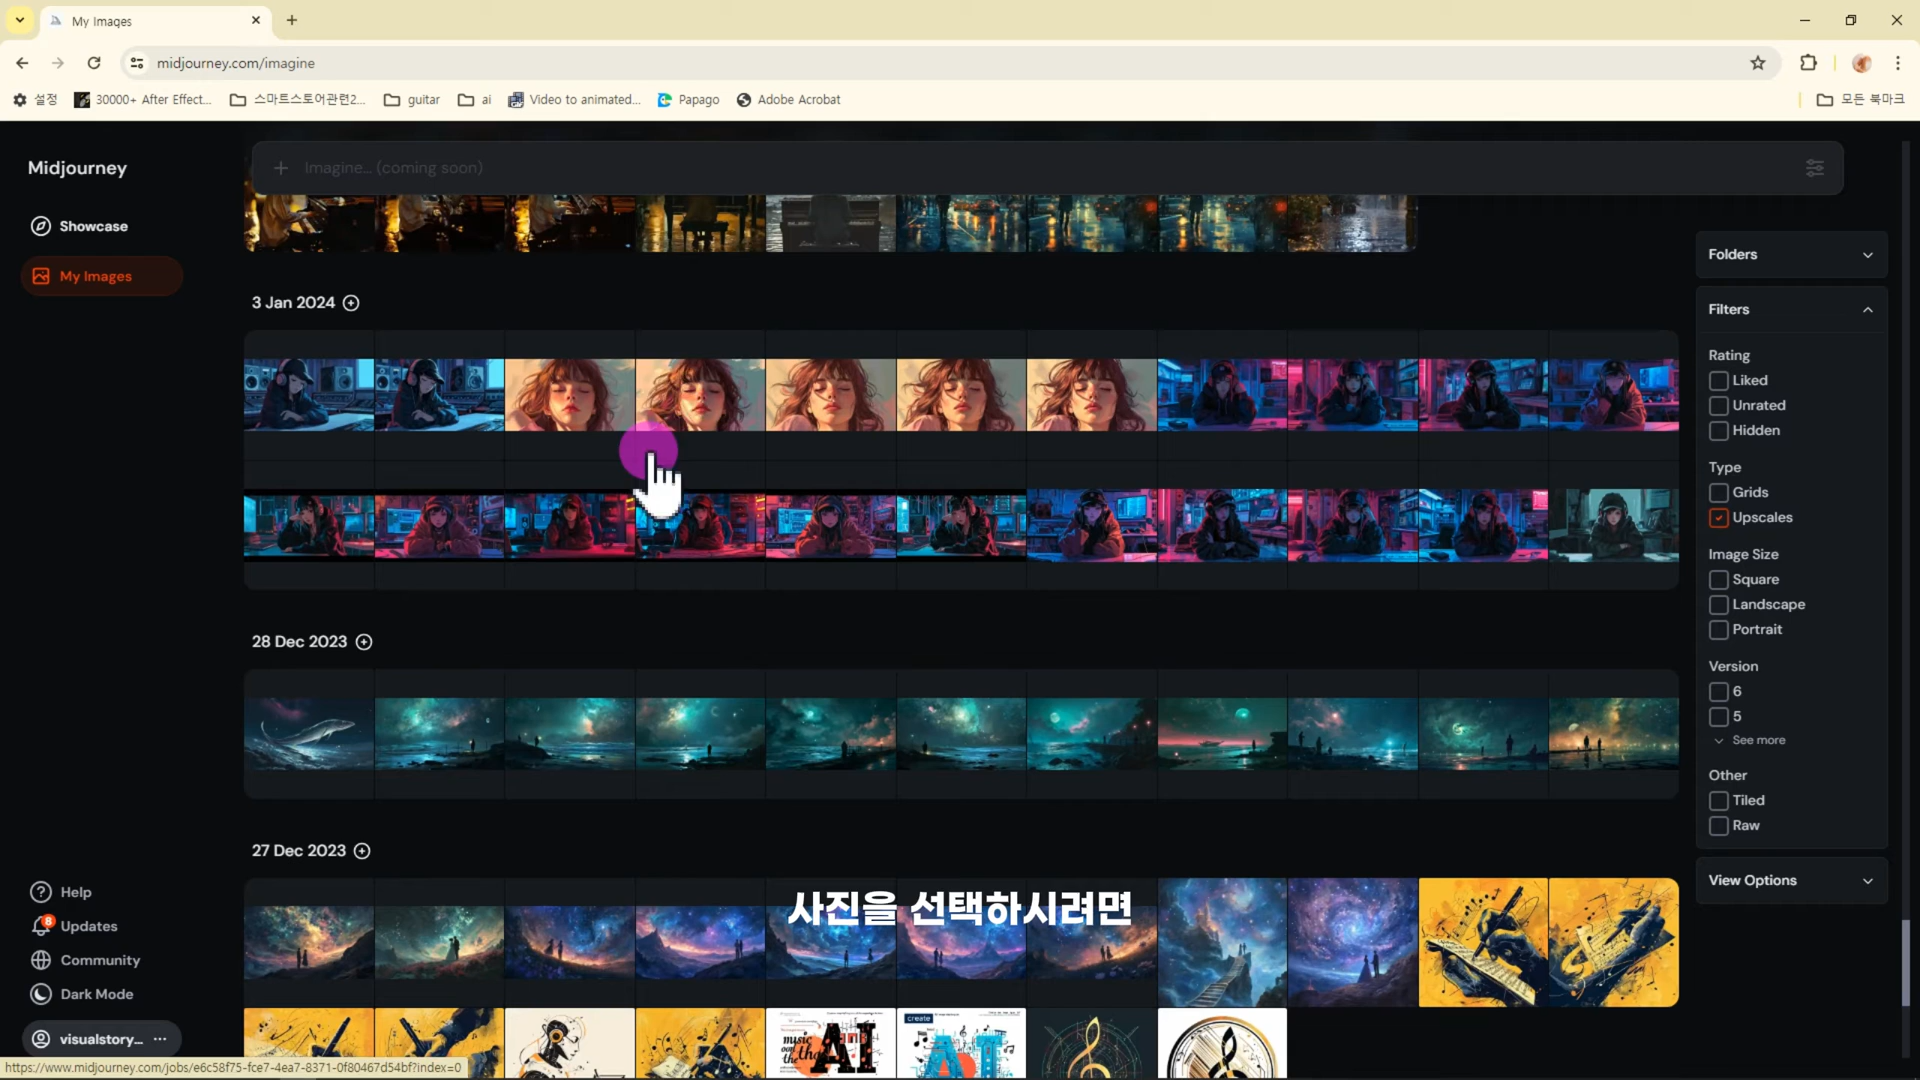 My Images
midjourney.com/imagine
설정
30000+ After Effect...
스마트스토어관련2...
guitar
ai
Video to animated...
Papago
Adobe Acrobat
모든 북마크
Midjourney
Imagine... (coming soon)
Showcase
My Images
Folders
3 Jan 2024
Filters
Rating
Liked
Unrated
Hidden
Type
Grids
Upscales
Image Size
Square
Landscape
Portrait
28 Dec 2023
Version
6
5
See more
Other
Tiled
Raw
27 Dec 2023
View Options
사진을 선택하시려면
Help
8
Updates
Community
Dark Mode
visualstory_ ...
create
music
AI
https://www.midjourney.com/jobs/e6c58f75-fce7-4ea7-8371-0f80467d54bf?index=0